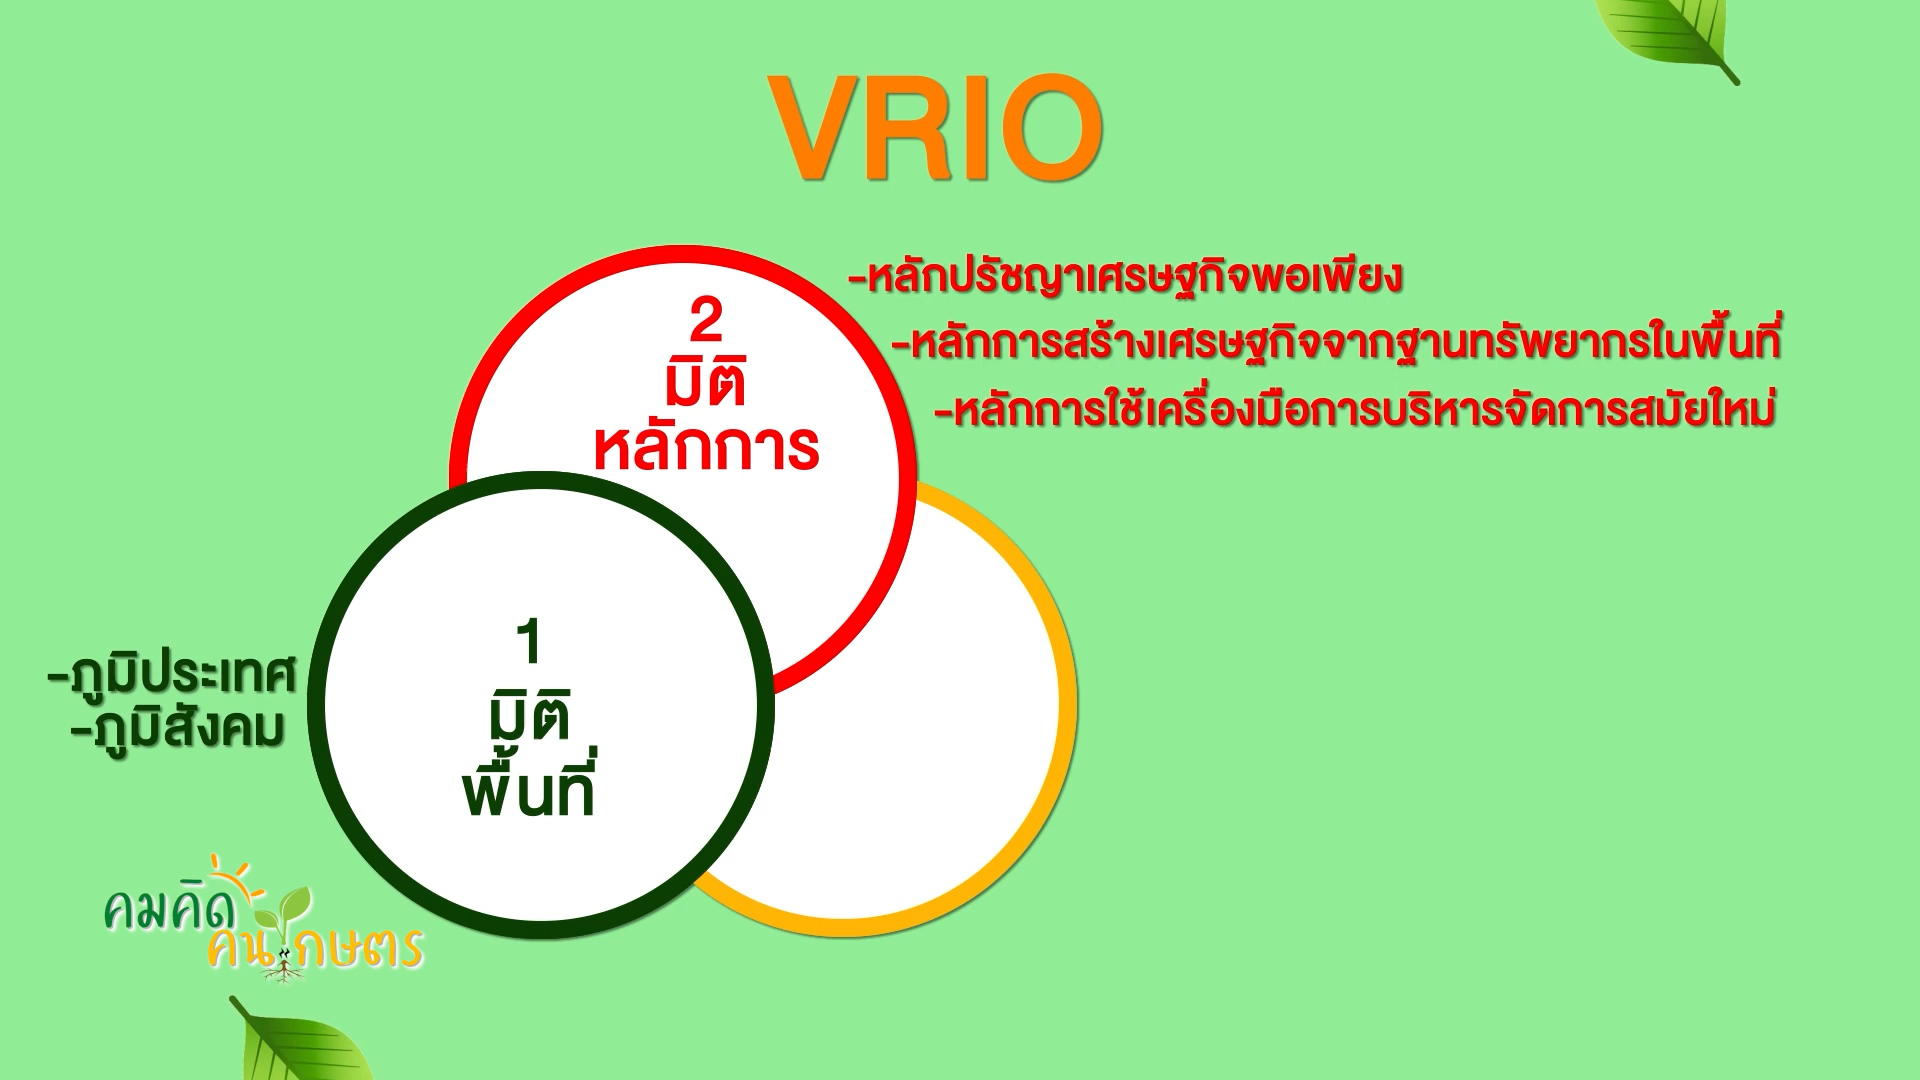 VRIO
2
มิติ
หลักการ
-หลักปรัชญาเศรษฐกิจพอเพียง
-หลักการสร้างเศรษฐกิจจากฐานทรัพยากรในพื้นที่
-หลักการใช้เครื่องมือการบริหารจัดการสมัยใหม่
1
มิติ
พื้นที่
-ภูมิประเทศ
-ภูมิสังคม
คมคิด
คนเกษตร